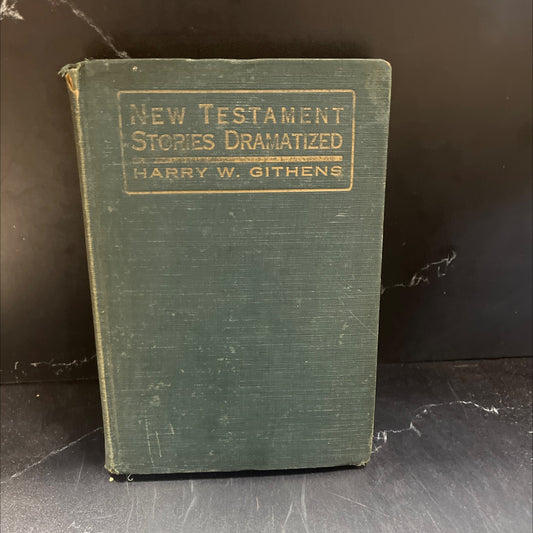 NEW TESTAMENT
STORIES DRAMATIZED
HARRY W. GITHENS